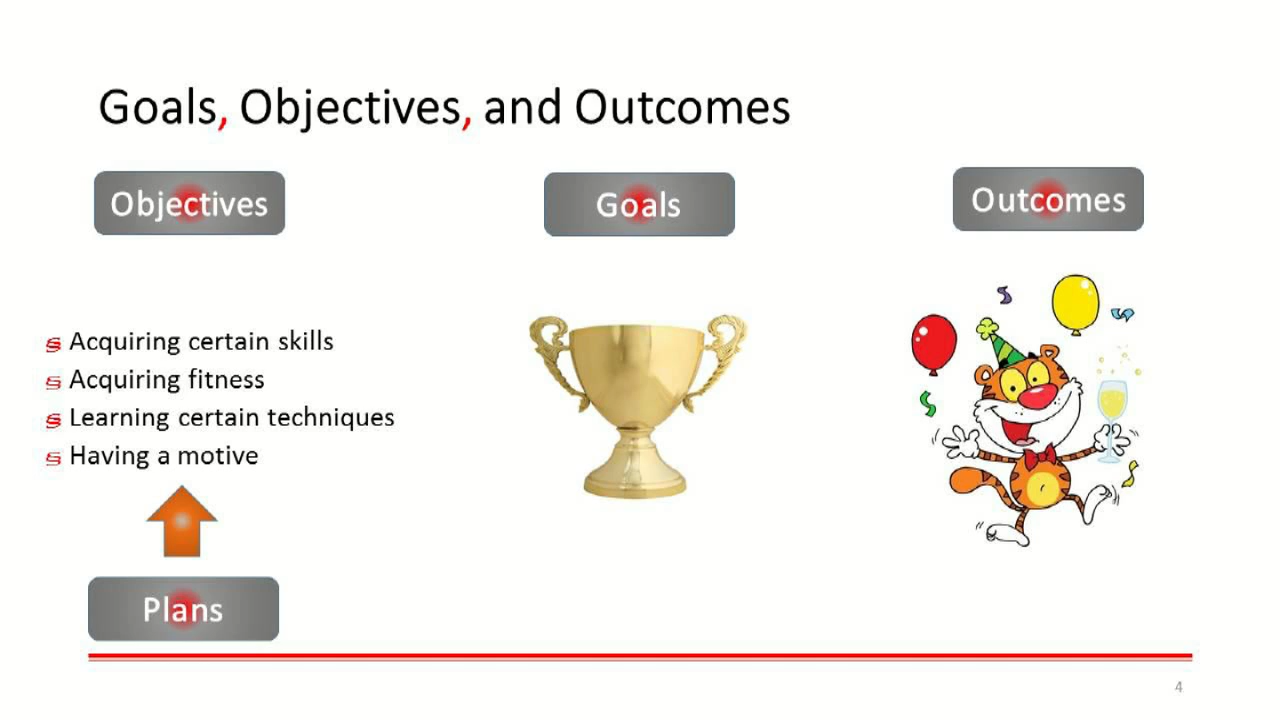 Goals, Objectives, and Outcomes
Objectives
Goals
Outcomes
Acquiring certain skills
Acquiring fitness
Learning certain techniques
Having a motive
Plans
4